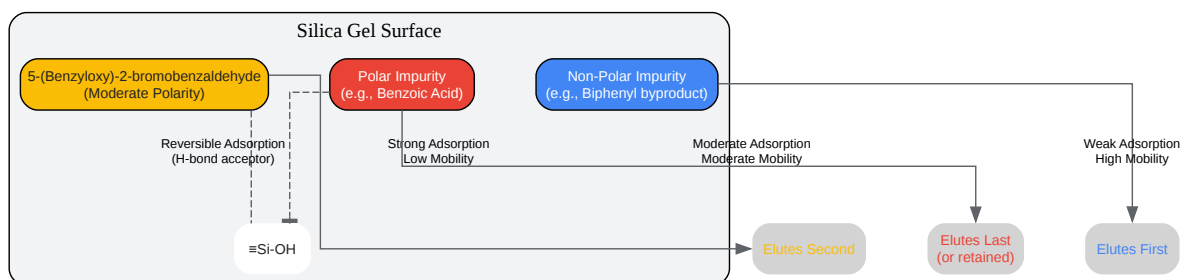 Silica Gel Surface
5-(Benzyloxy)-2-bromobenzaldehyde
(Moderate Polarity)
Polar Impurity
(e.g., Benzoic Acid)
Non-Polar Impurity
(e.g., Biphenyl byproduct)
Reversible Adsorption
(H-bond acceptor)
Strong Adsorption
Low Mobility
Moderate Adsorption
Moderate Mobility
Weak Adsorption
High Mobility
≡Si-OH
Elutes Second
Elutes Last
(or retained)
Elutes First